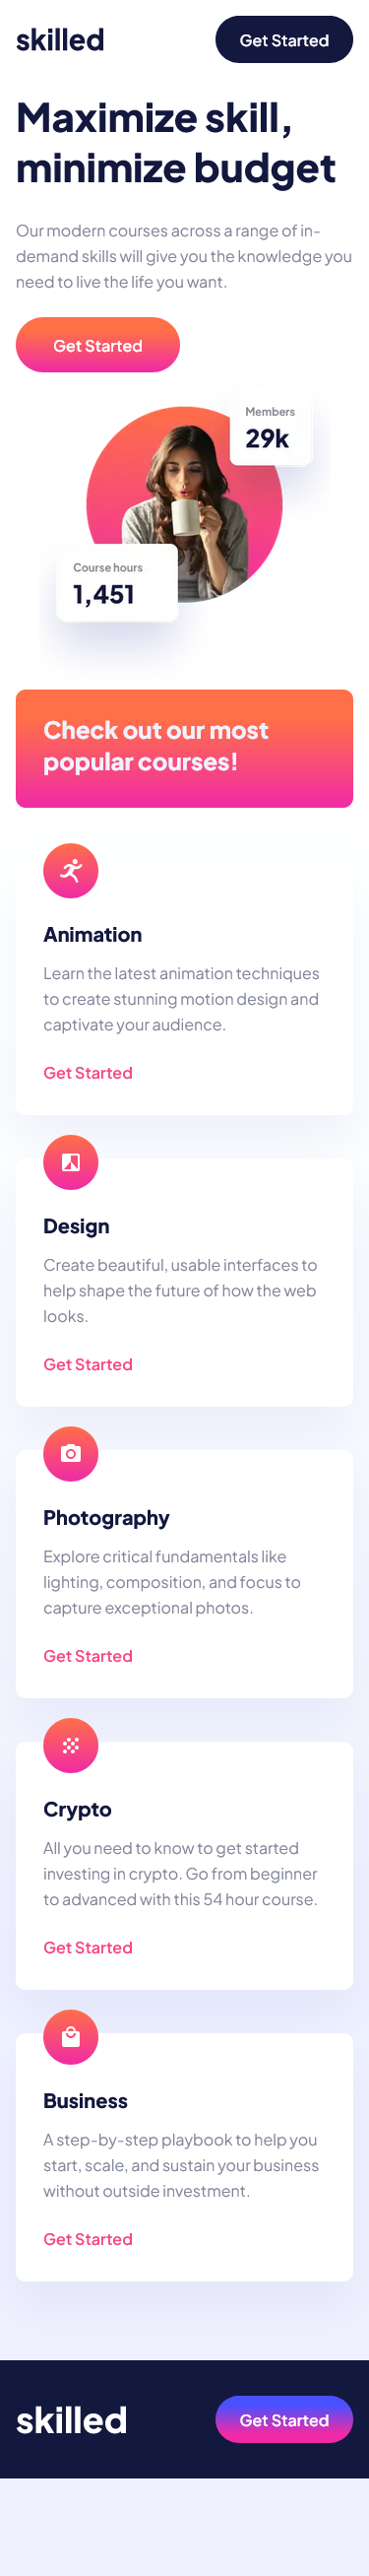 skilled
Get Started
Maximize skill,
minimize budget
Our modern courses across a range of in-
demand skills will give you the knowledge you
need to live the life you want.
Get Started
Members
29k
Course hours
1,451
Check out our most
popular courses!
Animation
Learn the latest animation techniques
to create stunning motion design and
captivate your audience.
Get Started
Design
Create beautiful, usable interfaces to
help shape the future of how the web
looks.
Get Started
Photography
Explore critical fundamentals like
lighting, composition, and focus to
capture exceptional photos.
Get Started
Crypto
All you need to know to get started
investing in crypto. Go from beginner
to advanced with this 54 hour course.
Get Started
Business
A step-by-step playbook to help you
start, scale, and sustain your business
without outside investment.
Get Started
skilled
Get Started